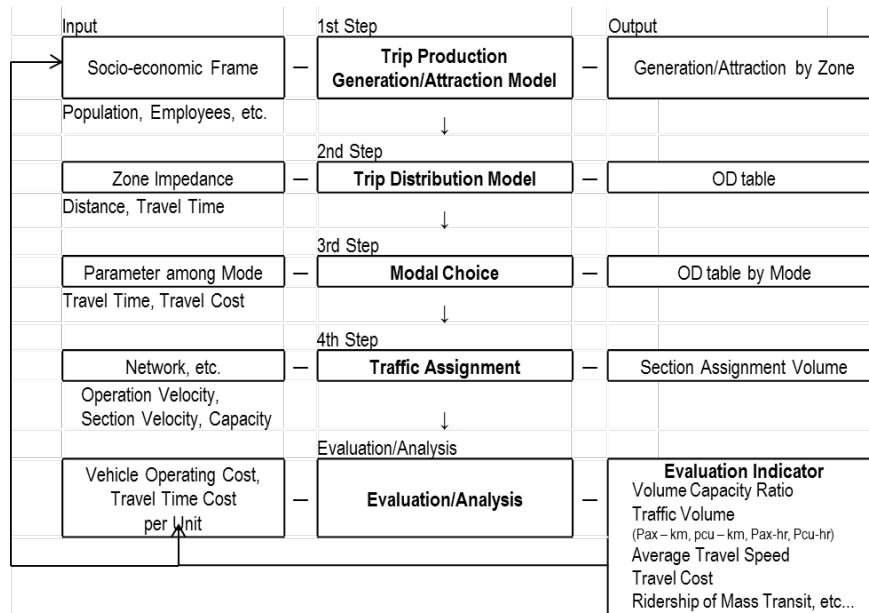 Input
1st Step
Output
Socio-economic Frame
—
Trip Production
Generation/Attraction Model
—
Generation/Attraction by Zone
Population, Employees, etc.
↓
2nd Step
Zone Impedance
—
Trip Distribution Model
—
OD table
Distance, Travel Time
↓
3rd Step
Parameter among Mode
—
Modal Choice
—
OD table by Mode
Travel Time, Travel Cost
↓
4th Step
Network, etc.
—
Traffic Assignment
—
Section Assignment Volume
Operation Velocity,
Section Velocity, Capacity
↓
Evaluation/Analysis
Vehicle Operating Cost,
Travel Time Cost
per Unit
—
Evaluation/Analysis
—
Evaluation Indicator
Volume Capacity Ratio
Traffic Volume
(Pax – km, pcu – km, Pax-hr, Pcu-hr)
Average Travel Speed
Travel Cost
Ridership of Mass Transit, etc...